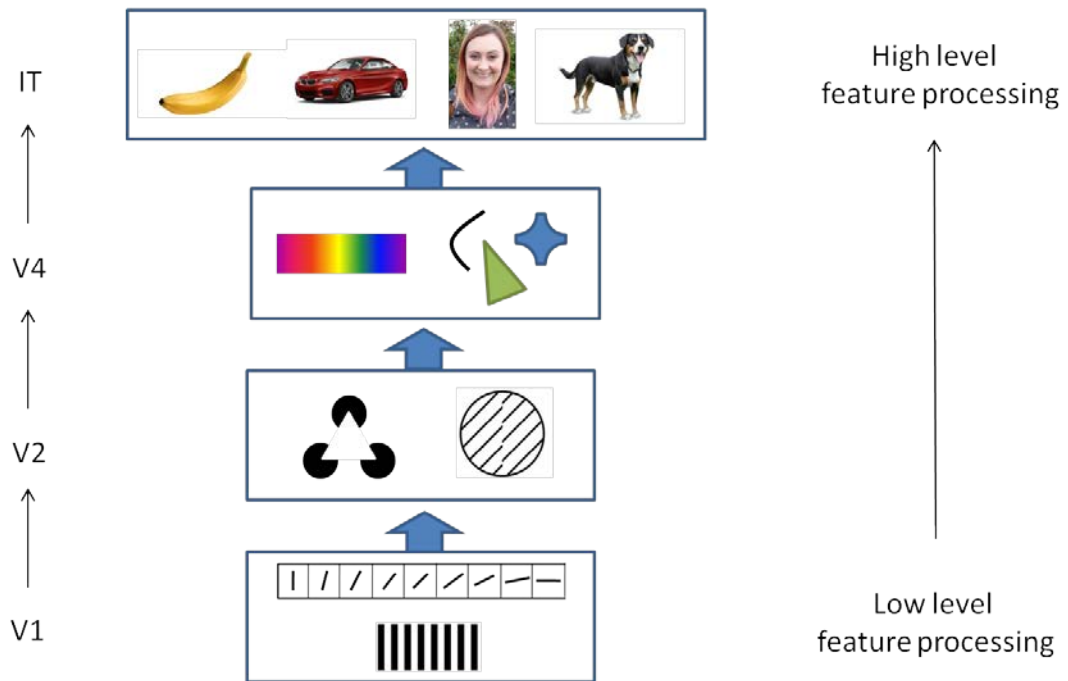 IT
High level
feature processing
V4
V2
V1
Low level
feature processing